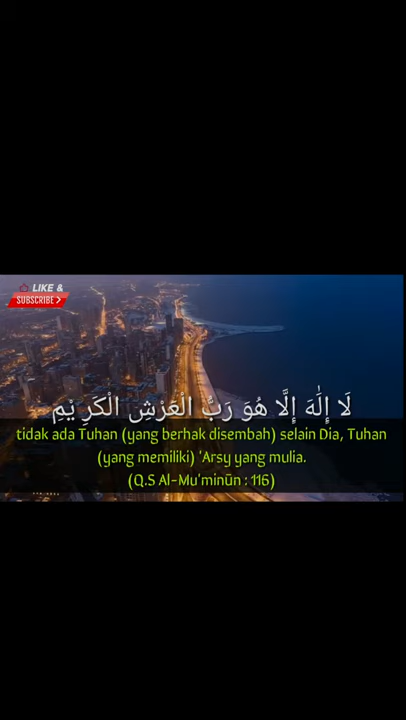 LIKE &
SUBSCRIBE
لَا إِلٰهَ إِلَّا هُوَ رَبُّ الْعَرْشِ الْكَرِ يْمِ
tidak ada Tuhan (yang berhak disembah) selain Dia, Tuhan
(yang memiliki) 'Arsy yang mulia.
(Q.S Al-Mu'minūn : 116)